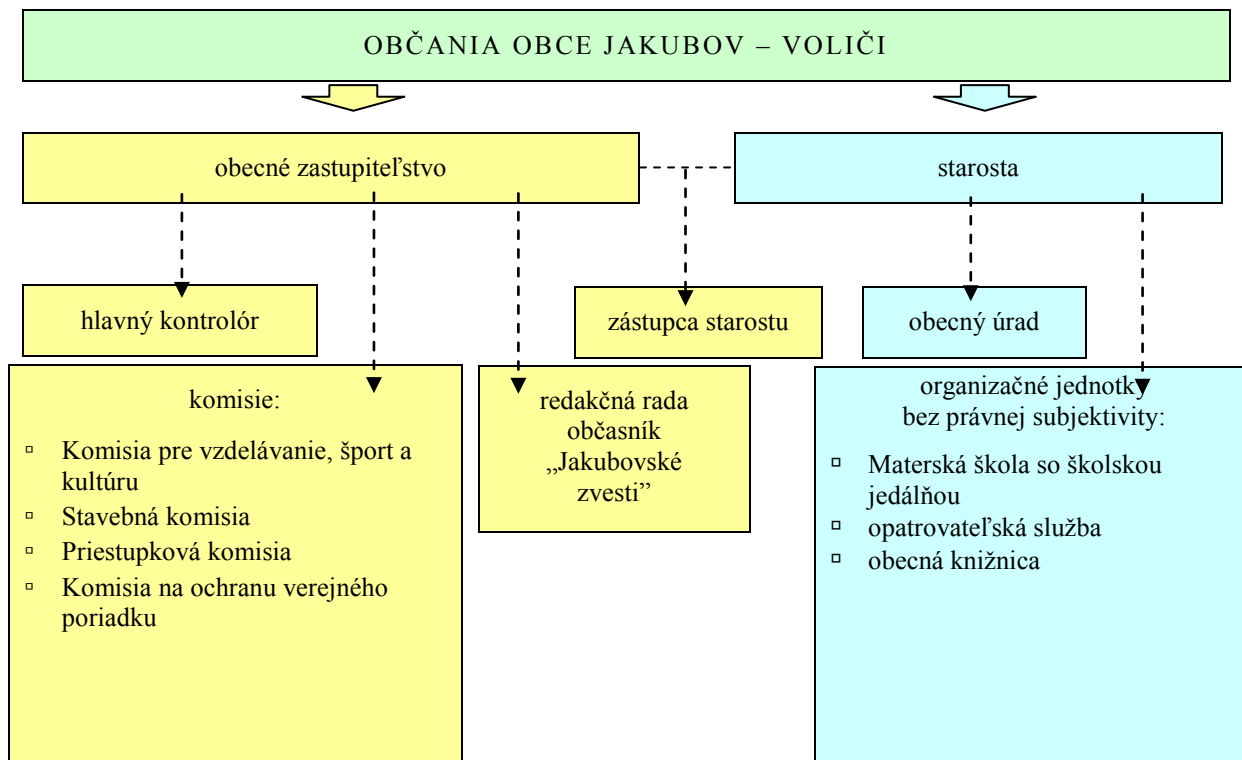 OBČANIA OBCE JAKUBOV – VOLIČI
obecné zastupiteľstvo
starosta
hlavný kontrolór
zástupca starostu
obecný úrad
komisie:
▫ Komisia pre vzdelávanie, šport a
kultúru
▫ Stavebná komisia
▫ Priestupková komisia
▫ Komisia na ochranu verejného
poriadku
redakčná rada
občasník
„Jakubovské
zvesti”
organizačné jednotky
bez právnej subjektivity:
▫ Materská škola so školskou
jedálňou
▫ opatrovateľská služba
▫ obecná knižnica